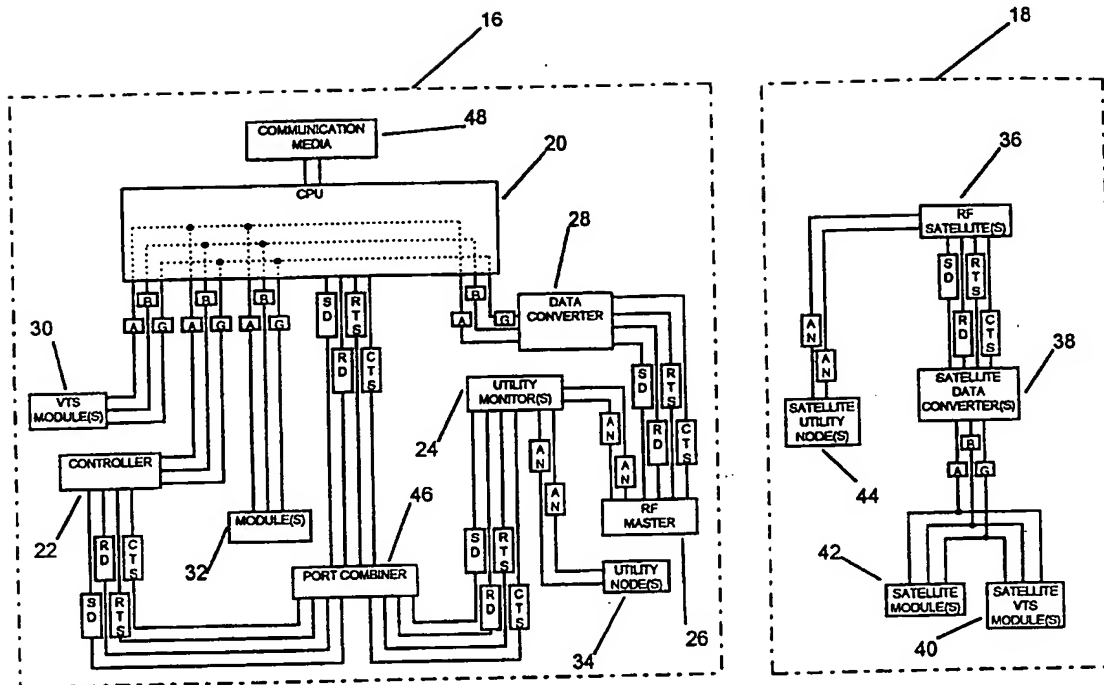 16
18
COMMUNICATION
MEDIA
48
20
CPU
36
28
RF
SATELLITE(S)
B
B
B
B
A
G
A
G
A
G
SD
RTS
RD
CTS
A
G
DATA
CONVERTER
SD
RTS
RD
CTS
AN
AN
30
VTS
MODULE(S)
24
UTILITY
MONITOR(S)
SD
RTS
RD
CTS
38
SATELLITE
DATA
CONVERTER(S)
SATELLITE
UTILITY
NODE(S)
44
CONTROLLER
22
AN
AN
AN
AN
B
A
G
RF
MASTER
MODULE(S)
32
46
RD
CTS
SD
RTS
PORT COMBINER
SD
RTS
RD
CTS
UTILITY
NODE(S)
34
26
42
SATELLITE
MODULE(S)
SATELLITE
VTS
MODULE(S)
40